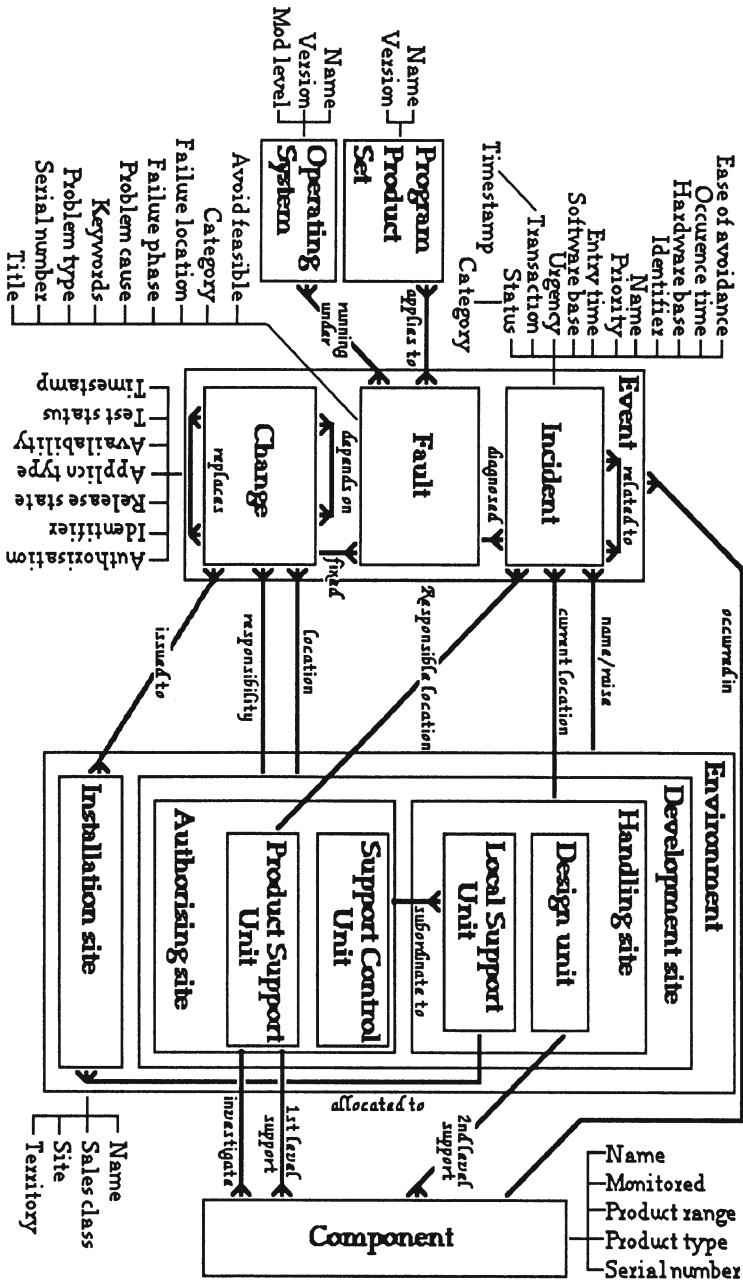 Ease of avoidance
Occurence time
Hardware base
Identifier
Name
Priority
Entry time
Software base
Urgency
Transaction
Status
Timestamp
Category
Name
Version
Program
Product
Set
Name
Version
Mod level
Operating
System
applies to
running
under
Avoid feasible
Category
Failure location
Failure phase
Problem cause
Keywords
Problem type
Serial number
Title
Event
related to
Incident
diagnosed
Fault
depends on
fixed
Change
replaces
Timestamp
Test status
Availability
Applicn type
Release state
Identifier
Authorisation
occurred in
name/raise
current location
Responsible location
location
responsibility
issued to
Environment
Development site
Handling site
Design unit
Local Support
Unit
subordinate to
Support Control
Unit
Product Support
Unit
Authorising site
Installation site
allocated to
2nd level
support
1st level
support
investigate
Name
Sales class
Site
Territory
Component
Name
Monitored
Product range
Product type
Serial number